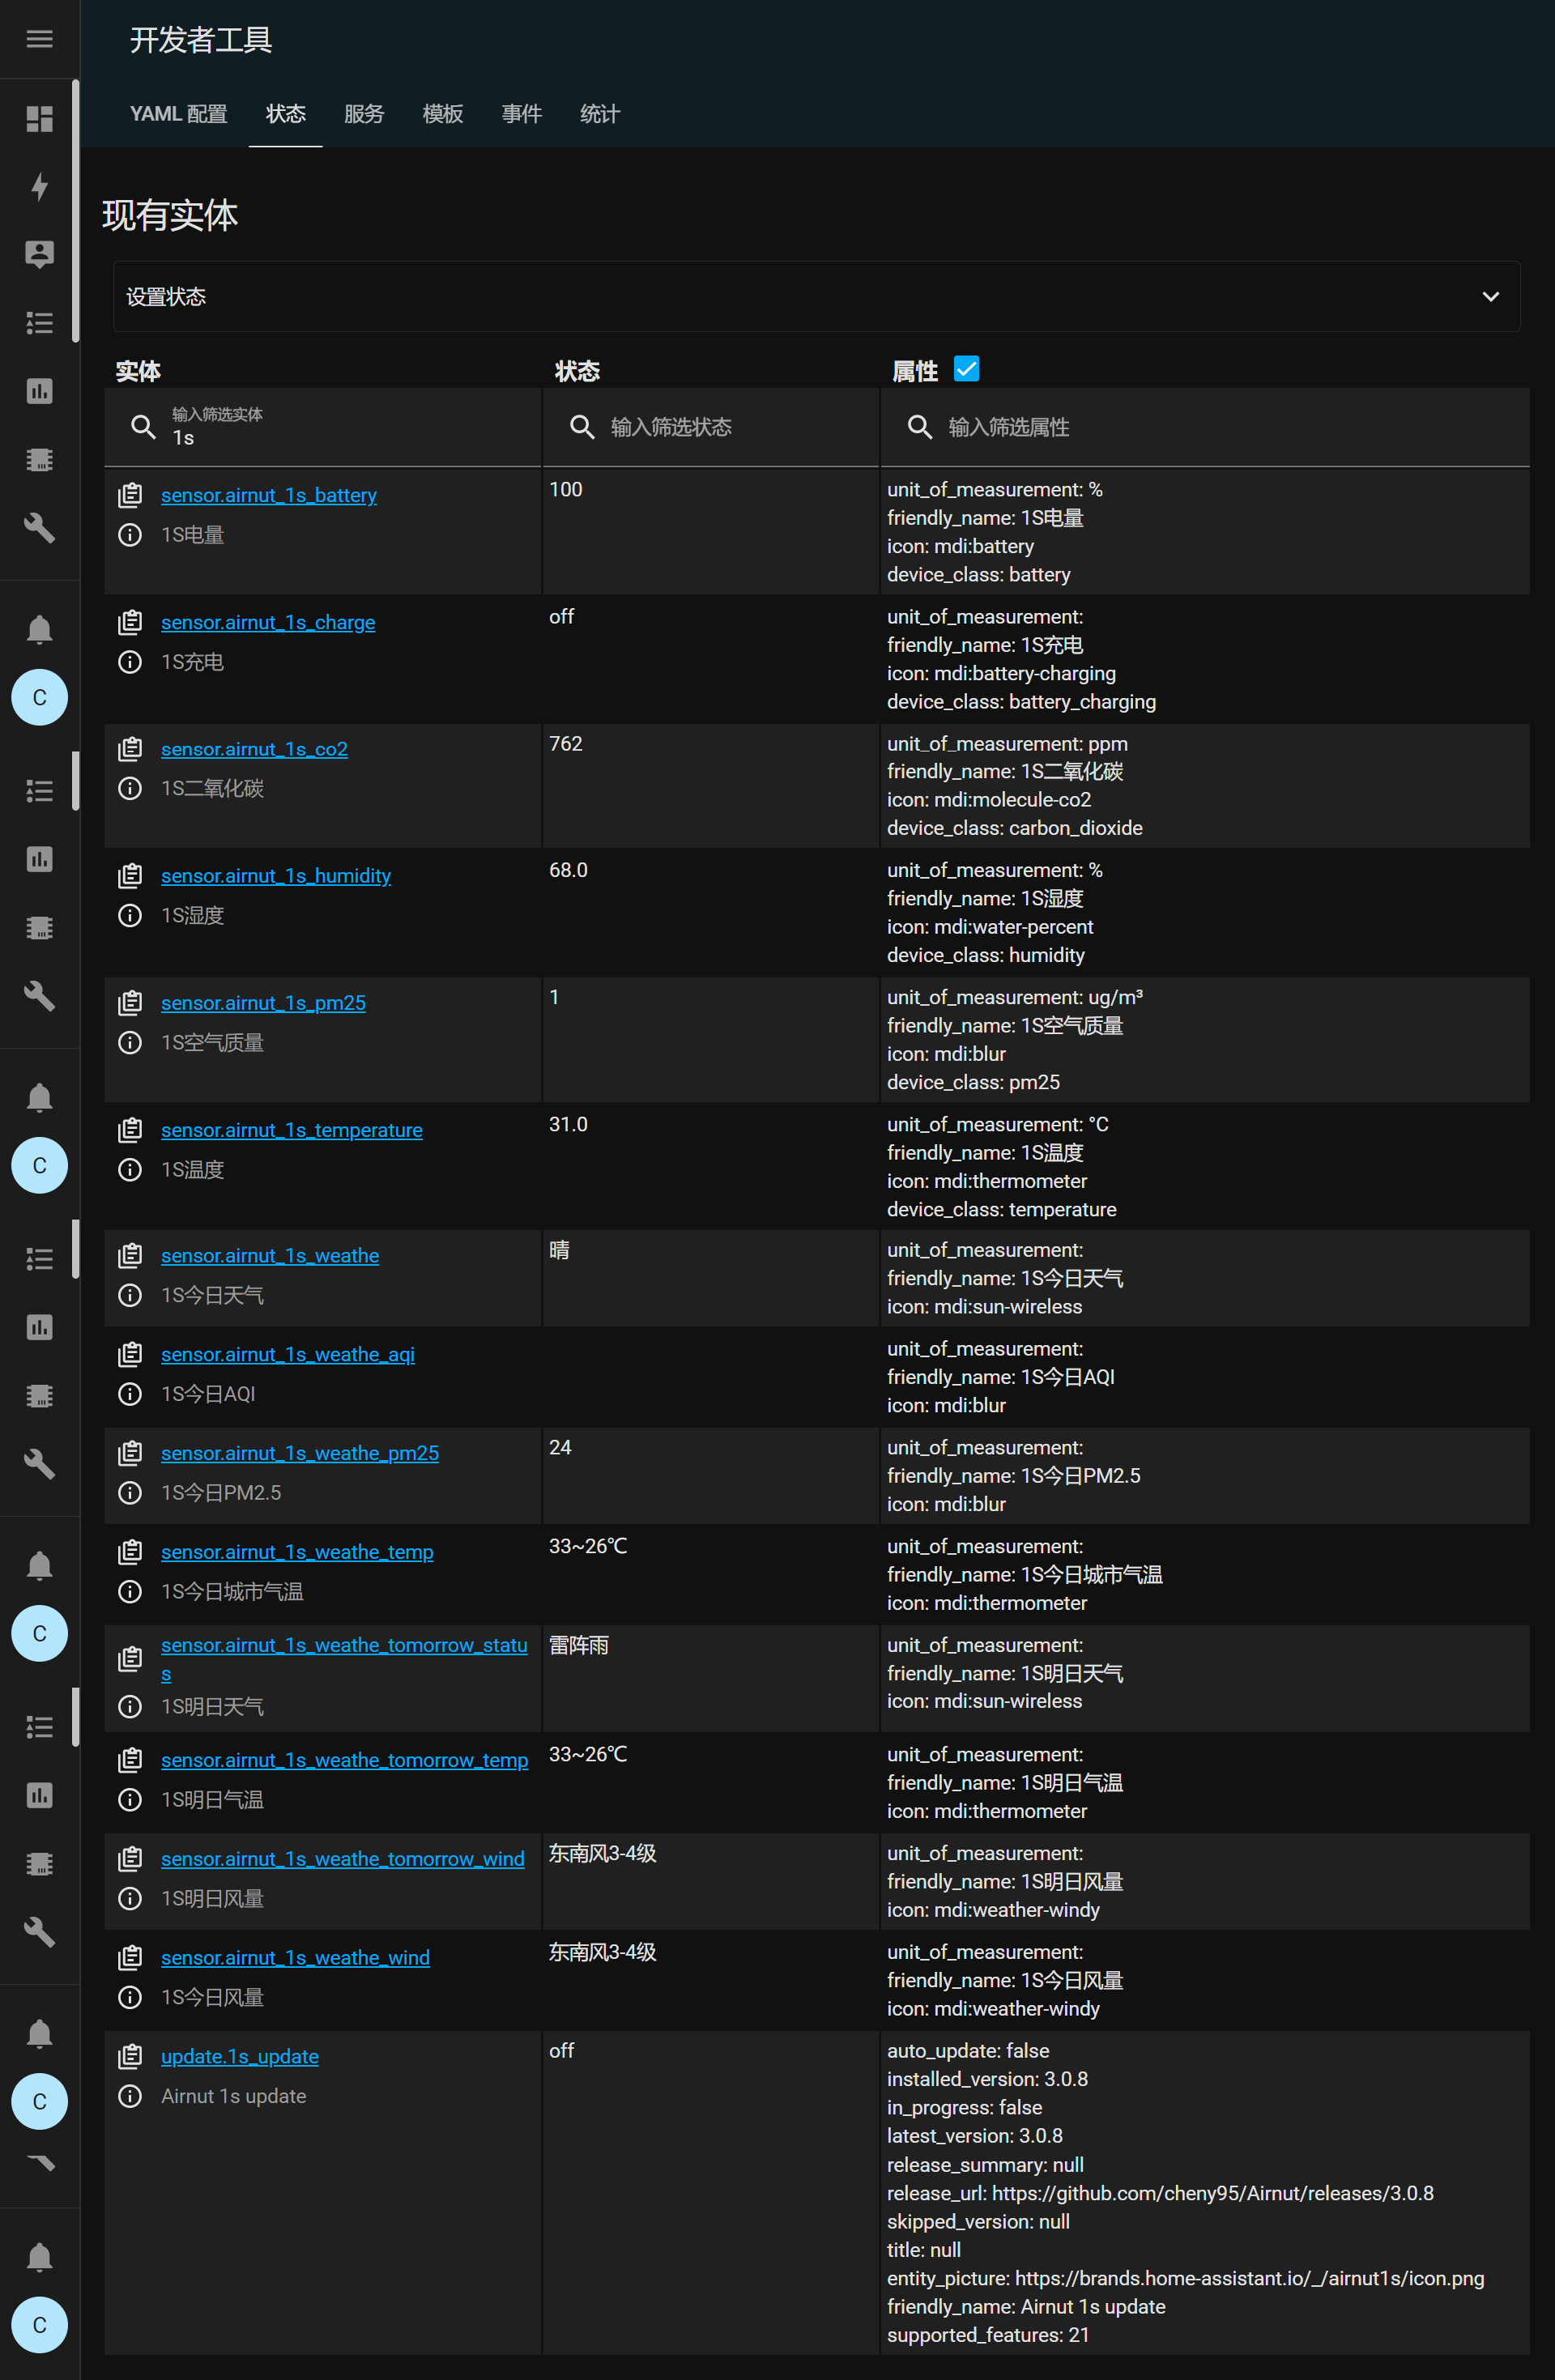 开发者工具
YAML 配置 状态 服务 模板 事件 统计
现有实体
设置状态
实体 状态 属性
输入筛选实体
1s
输入筛选状态
输入筛选属性
sensor.airnut_1s_battery
1S电量
100
unit_of_measurement: %
friendly_name: 1S电量
icon: mdi:battery
device_class: battery
sensor.airnut_1s_charge
1S充电
off
unit_of_measurement:
friendly_name: 1S充电
icon: mdi:battery-charging
device_class: battery_charging
C
sensor.airnut_1s_co2
1S二氧化碳
762
unit_of_measurement: ppm
friendly_name: 1S二氧化碳
icon: mdi:molecule-co2
device_class: carbon_dioxide
sensor.airnut_1s_humidity
1S湿度
68.0
unit_of_measurement: %
friendly_name: 1S湿度
icon: mdi:water-percent
device_class: humidity
sensor.airnut_1s_pm25
1S空气质量
1
unit_of_measurement: ug/m³
friendly_name: 1S空气质量
icon: mdi:blur
device_class: pm25
C
sensor.airnut_1s_temperature
1S温度
31.0
unit_of_measurement: °C
friendly_name: 1S温度
icon: mdi:thermometer
device_class: temperature
sensor.airnut_1s_weathe
1S今日天气
晴
unit_of_measurement:
friendly_name: 1S今日天气
icon: mdi:sun-wireless
sensor.airnut_1s_weathe_aqi
1S今日AQI
unit_of_measurement:
friendly_name: 1S今日AQI
icon: mdi:blur
sensor.airnut_1s_weathe_pm25
1S今日PM2.5
24
unit_of_measurement:
friendly_name: 1S今日PM2.5
icon: mdi:blur
sensor.airnut_1s_weathe_temp
1S今日城市气温
33~26℃
unit_of_measurement:
friendly_name: 1S今日城市气温
icon: mdi:thermometer
C
sensor.airnut_1s_weathe_tomorrow_statu
s
1S明日天气
雷阵雨
unit_of_measurement:
friendly_name: 1S明日天气
icon: mdi:sun-wireless
sensor.airnut_1s_weathe_tomorrow_temp
1S明日气温
33~26℃
unit_of_measurement:
friendly_name: 1S明日气温
icon: mdi:thermometer
sensor.airnut_1s_weathe_tomorrow_wind
1S明日风量
东南风3-4级
unit_of_measurement:
friendly_name: 1S明日风量
icon: mdi:weather-windy
sensor.airnut_1s_weathe_wind
1S今日风量
东南风3-4级
unit_of_measurement:
friendly_name: 1S今日风量
icon: mdi:weather-windy
C
update.1s_update
Airnut 1s update
off
auto_update: false
installed_version: 3.0.8
in_progress: false
latest_version: 3.0.8
release_summary: null
release_url: https://github.com/cheny95/Airnut/releases/3.0.8
skipped_version: null
title: null
entity_picture: https://brands.home-assistant.io/_/airnut1s/icon.png
friendly_name: Airnut 1s update
supported_features: 21
C